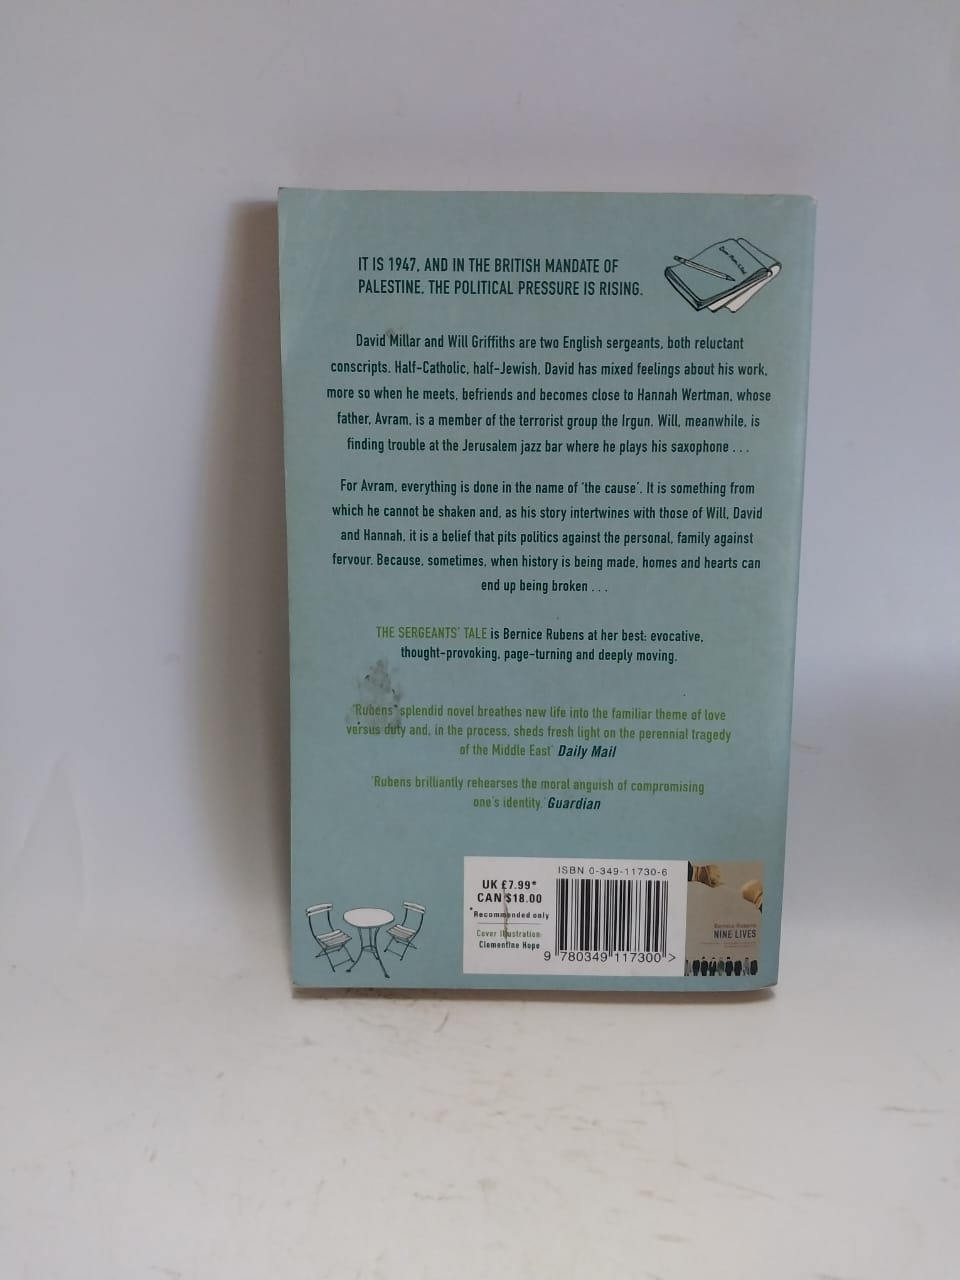 IT IS 1947, AND IN THE BRITISH MANDATE OF
PALESTINE, THE POLITICAL PRESSURE IS RISING.
David Millar and Will Griffiths are two English sergeants, both reluctant
conscripts. Half-Catholic, half-Jewish, David has mixed feelings about his work,
more so when he meets, befriends and becomes close to Hannah Wertman, whose
father, Avram, is a member of the terrorist group the Irgun. Will, meanwhile, is
finding trouble at the Jerusalem jazz bar where he plays his saxophone . . .
For Avram, everything is done in the name of 'the cause'. It is something from
which he cannot be shaken and, as his story intertwines with those of Will, David
and Hannah, it is a belief that pits politics against the personal, family against
fervour. Because, sometimes, when history is being made, homes and hearts can
end up being broken . . .
THE SERGEANTS' TALE is Bernice Rubens at her best: evocative,
thought-provoking, page-turning and deeply moving.
'Rubens' splendid novel breathes new life into the familiar theme of love
versus duty and, in the process, sheds fresh light on the perennial tragedy
of the Middle East' Daily Mail
'Rubens brilliantly rehearses the moral anguish of compromising
one's identity.' Guardian
UK £7.99*
CAN $18.00
*Recommended only
Cover Illustration:
Clementine Hope
ISBN 0-349-11730-6
9 780349 117300 >
Bernice Rubens
NINE LIVES